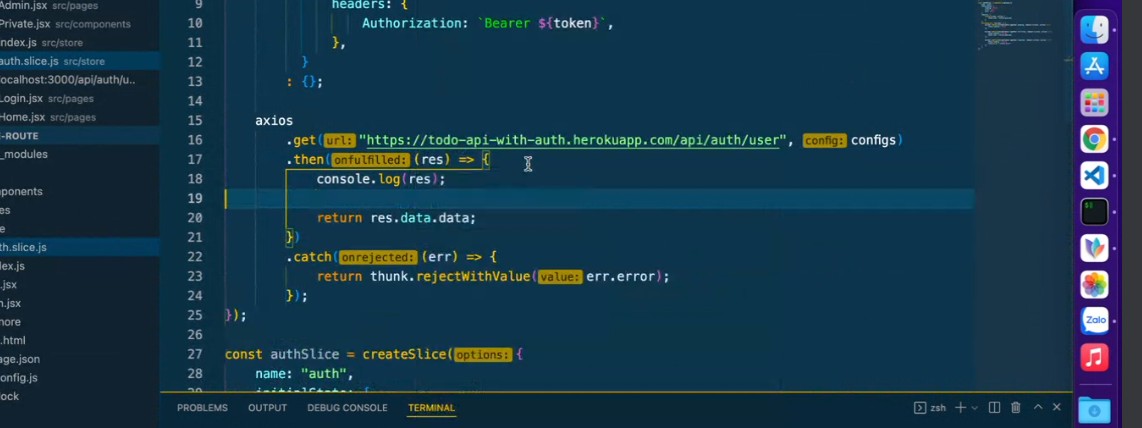 Admin.jsx src/pages
Private.jsx src/components
index.js src/store
auth.slice.js src/store
localhost:3000/api/auth/u..
Login.jsx src/pages
Home.jsx src/pages
-ROUTE
_modules
ponents
es
e
th.slice.js
dex.js
.jsx
n.jsx
nore
.html
age.json
onfig.js
lock
9 headers: {
10 Authorization: `Bearer ${token}`,
11 },
12 }
13 : {};
14
15 axios
16 .get(url: "https://todo-api-with-auth.herokuapp.com/api/auth/user", config: configs)
17 .then(onfulfilled: (res) => {
18 console.log(res);
19
20 return res.data.data;
21 })
22 .catch(onrejected: (err) => {
23 return thunk.rejectWithValue(value: err.error);
24 });
25 });
26
27 const authSlice = createSlice(options: {
28 name: "auth",
29 initialState: {
PROBLEMS OUTPUT DEBUG CONSOLE TERMINAL zsh
Zalo